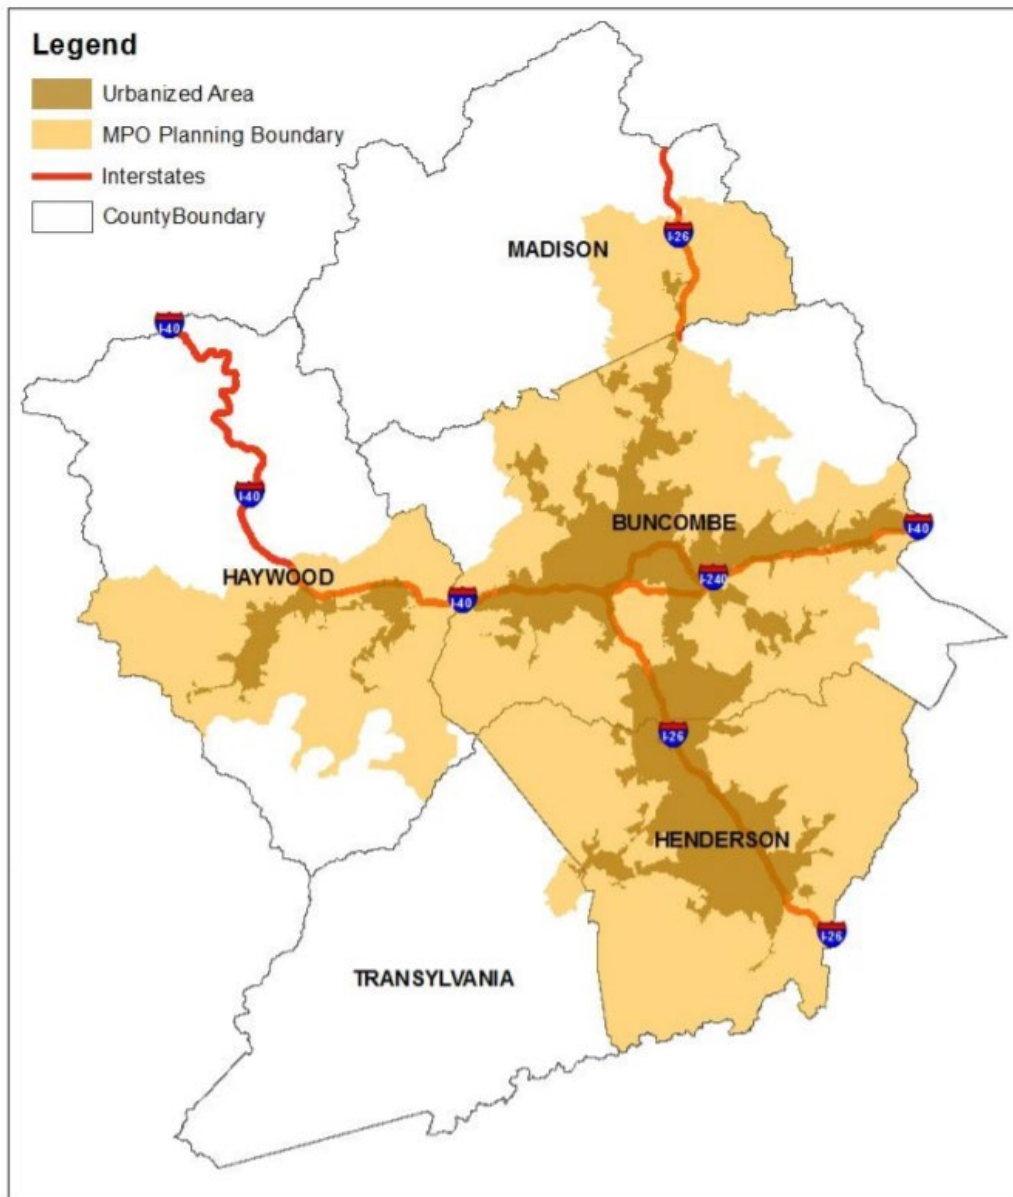 Legend
Urbanized Area
MPO Planning Boundary
Interstates
CountyBoundary
I-26
MADISON
I-40
I-40
BUNCOMBE
I-40
HAYWOOD
I-240
I-40
I-26
HENDERSON
I-26
TRANSYLVANIA